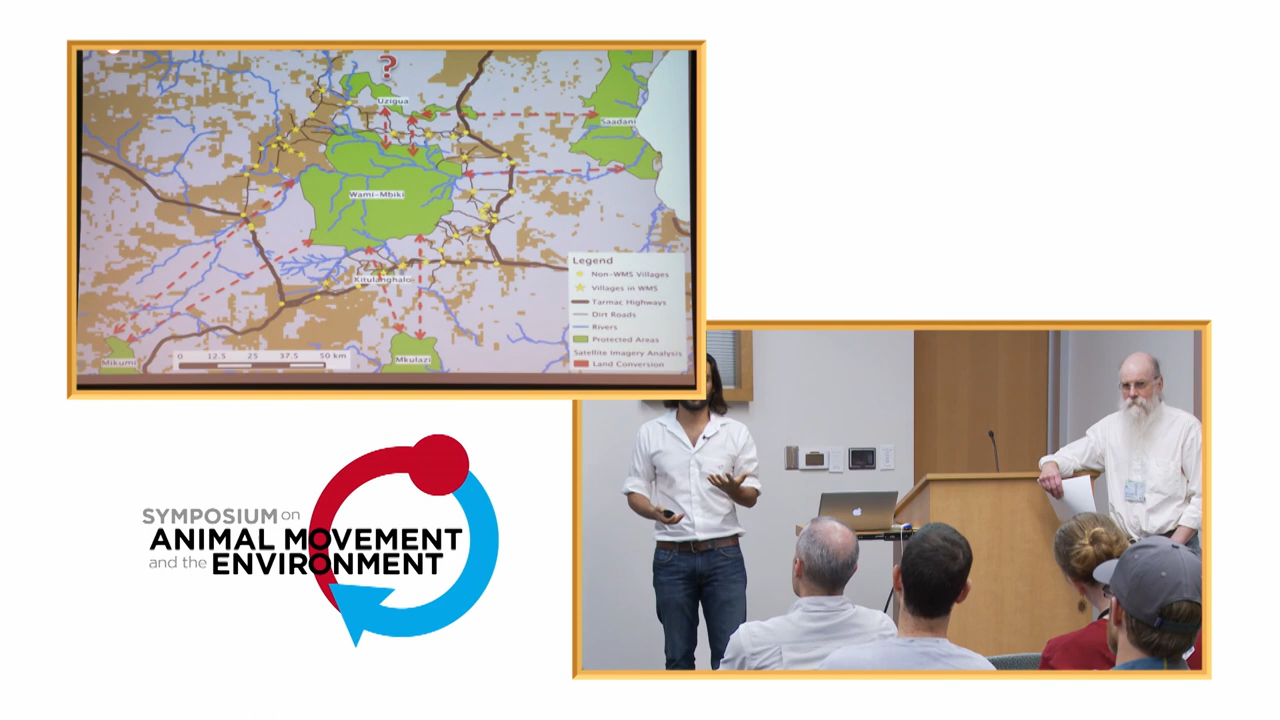 ?
Uzigua
Saadani
Wami-Mbiki
Kitulanghalo
Mikumi
Mkulazi
0 12.5 25 37.5 50 km
Legend
Non-WMS Villages
Villages in WMS
Tarmac Highways
Dirt Roads
Rivers
Protected Areas
Satellite Imagery Analysis
Land Conversion
SYMPOSIUM on
ANIMAL MOVEMENT
and the ENVIRONMENT